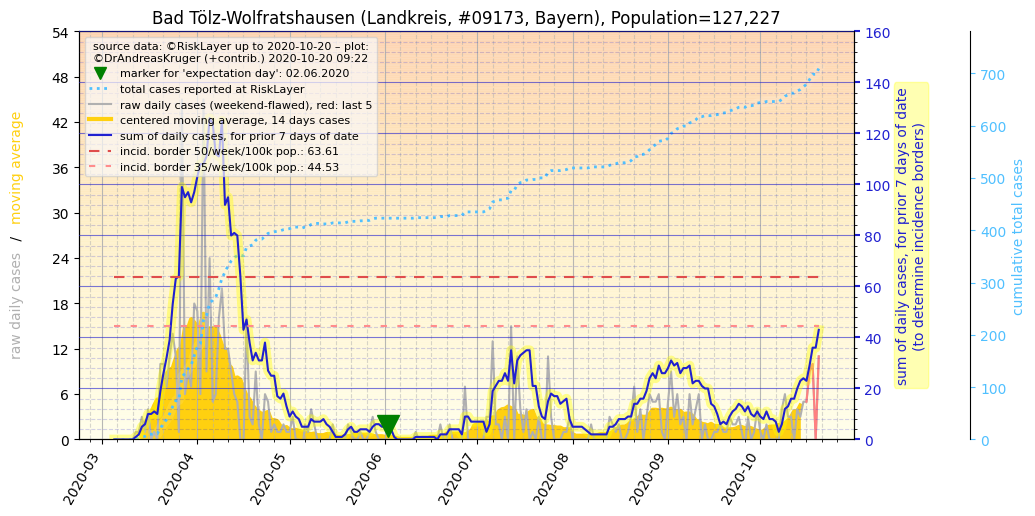 Bad Tölz-Wolfratshausen (Landkreis, #09173, Bayern), Population=127,227
source data: ©RiskLayer up to 2020-10-20 – plot:
©DrAndreasKruger (+contrib.) 2020-10-20 09:22
marker for 'expectation day': 02.06.2020
total cases reported at RiskLayer
raw daily cases (weekend-flawed), red: last 5
centered moving average, 14 days cases
sum of daily cases, for prior 7 days of date
incid. border 50/week/100k pop.: 63.61
incid. border 35/week/100k pop.: 44.53
raw daily cases / moving average
54
48
42
36
30
24
18
12
6
0
2020-03
2020-04
2020-05
2020-06
2020-07
2020-08
2020-09
2020-10
160
140
120
100
80
60
40
20
0
sum of daily cases, for prior 7 days of date
(to determine incidence borders)
700
600
500
400
300
200
100
0
cumulative total cases